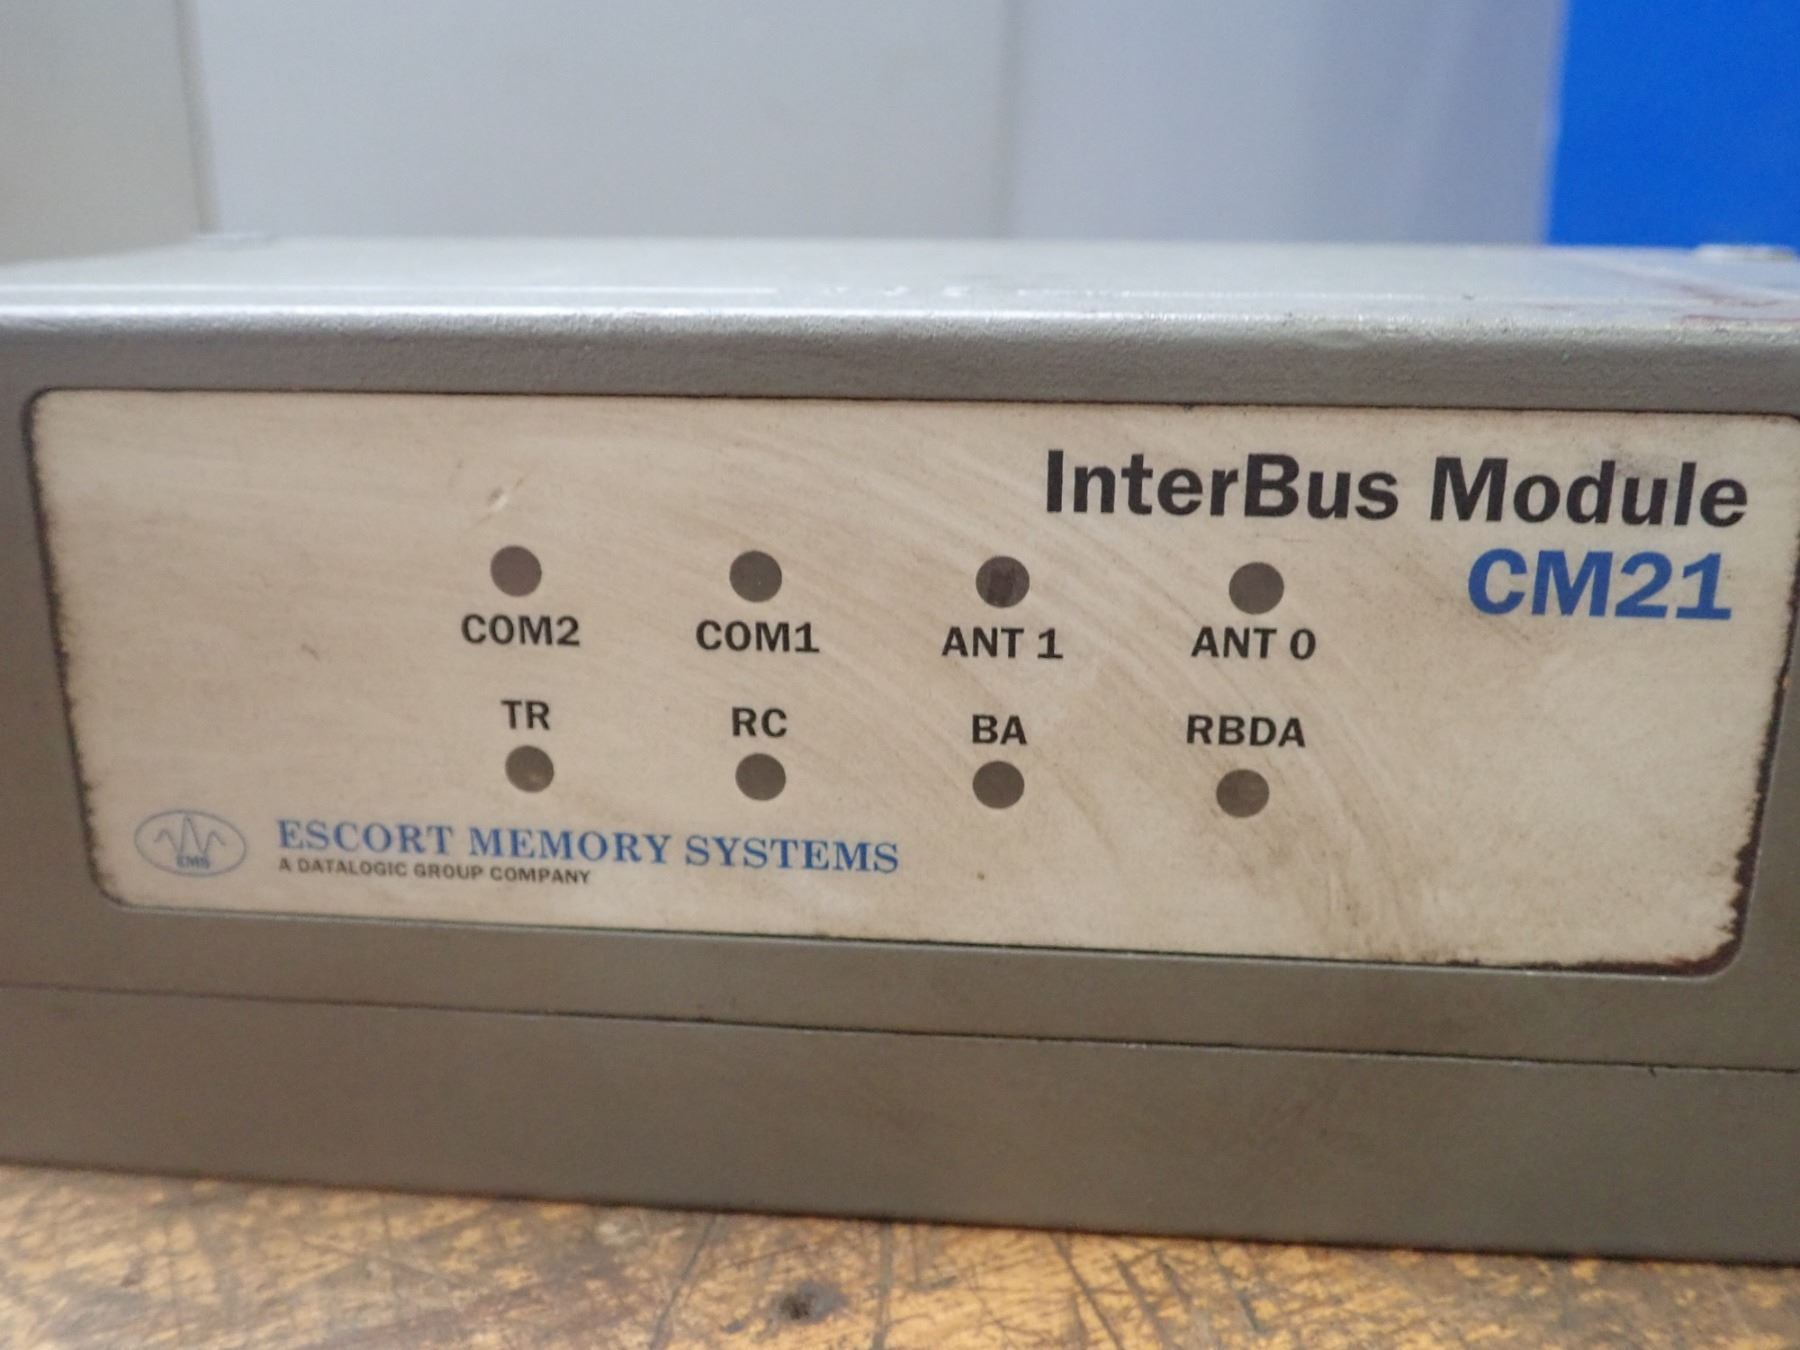 InterBus Module
CM21
COM2 COM1 ANT 1 ANT 0
TR RC BA RBDA
EMS
ESCORT MEMORY SYSTEMS
A DATALOGIC GROUP COMPANY